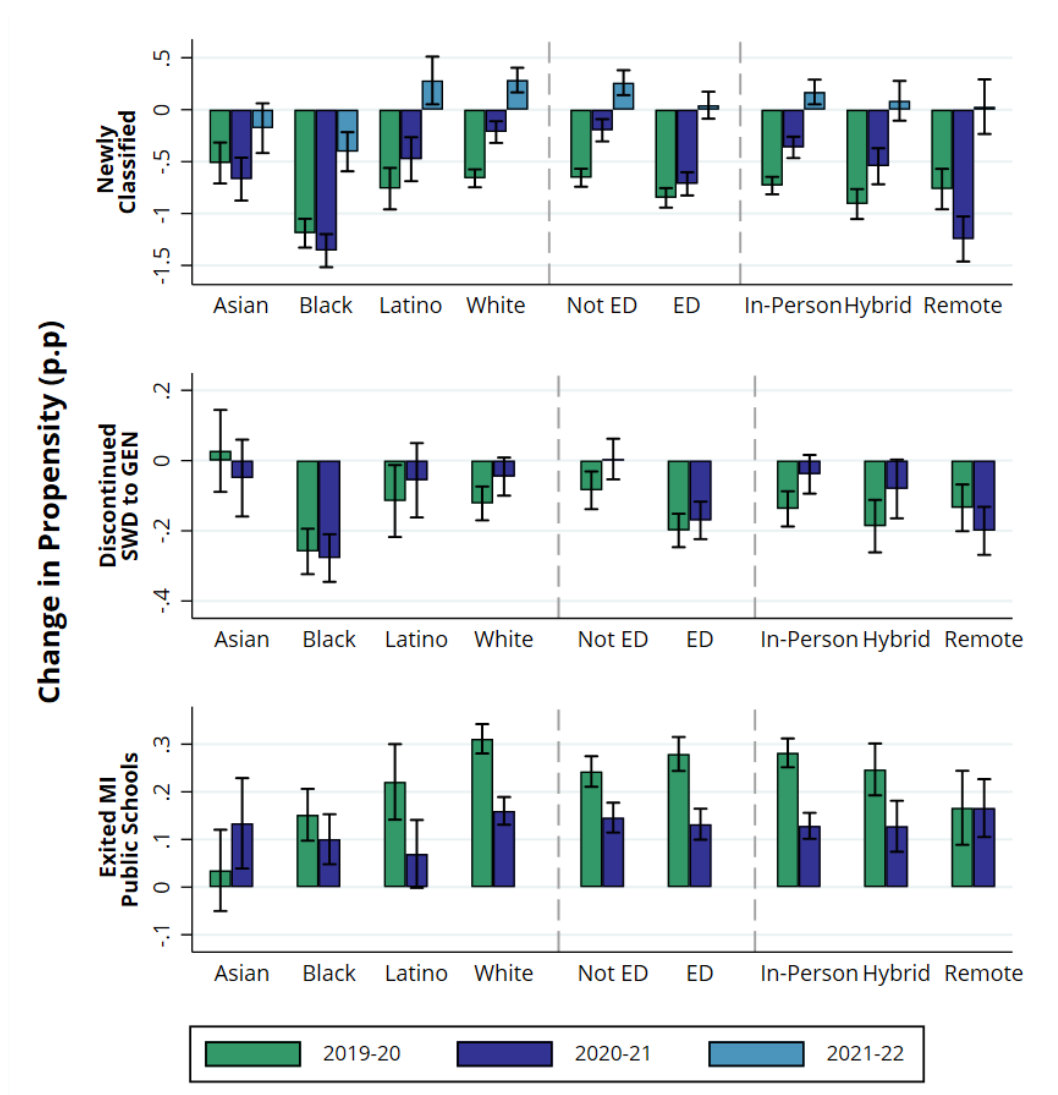 Change in Propensity (p.p)
Newly
Classified
.5
0
-.5
-1
-1.5
Asian Black Latino White Not ED ED In-Person Hybrid Remote
Discontinued
SWD to GEN
.2
0
-.2
-.4
Asian Black Latino White Not ED ED In-Person Hybrid Remote
Exited MI
Public Schools
.3
.2
.1
0
-.1
Asian Black Latino White Not ED ED In-Person Hybrid Remote
2019-20 2020-21 2021-22